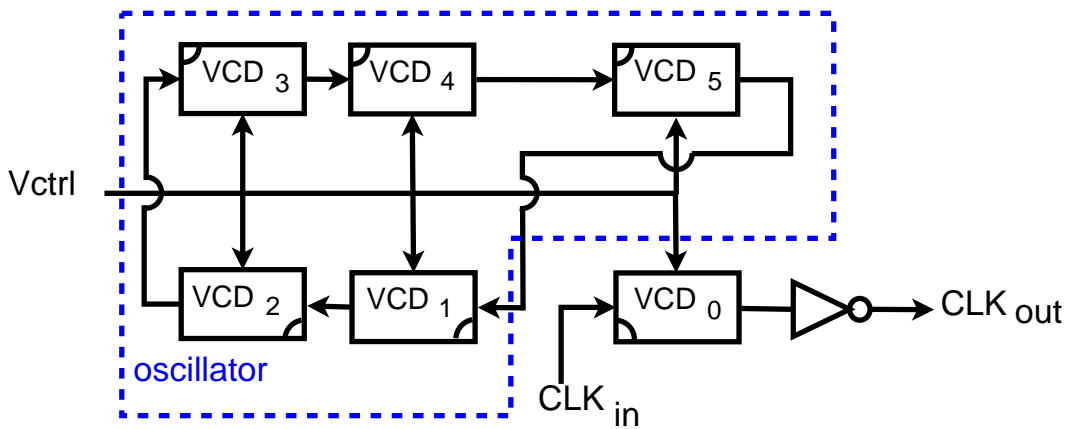 VCD 3
VCD 4
VCD 5
Vctrl
VCD 2
VCD 1
VCD 0
CLK out
oscillator
CLK in